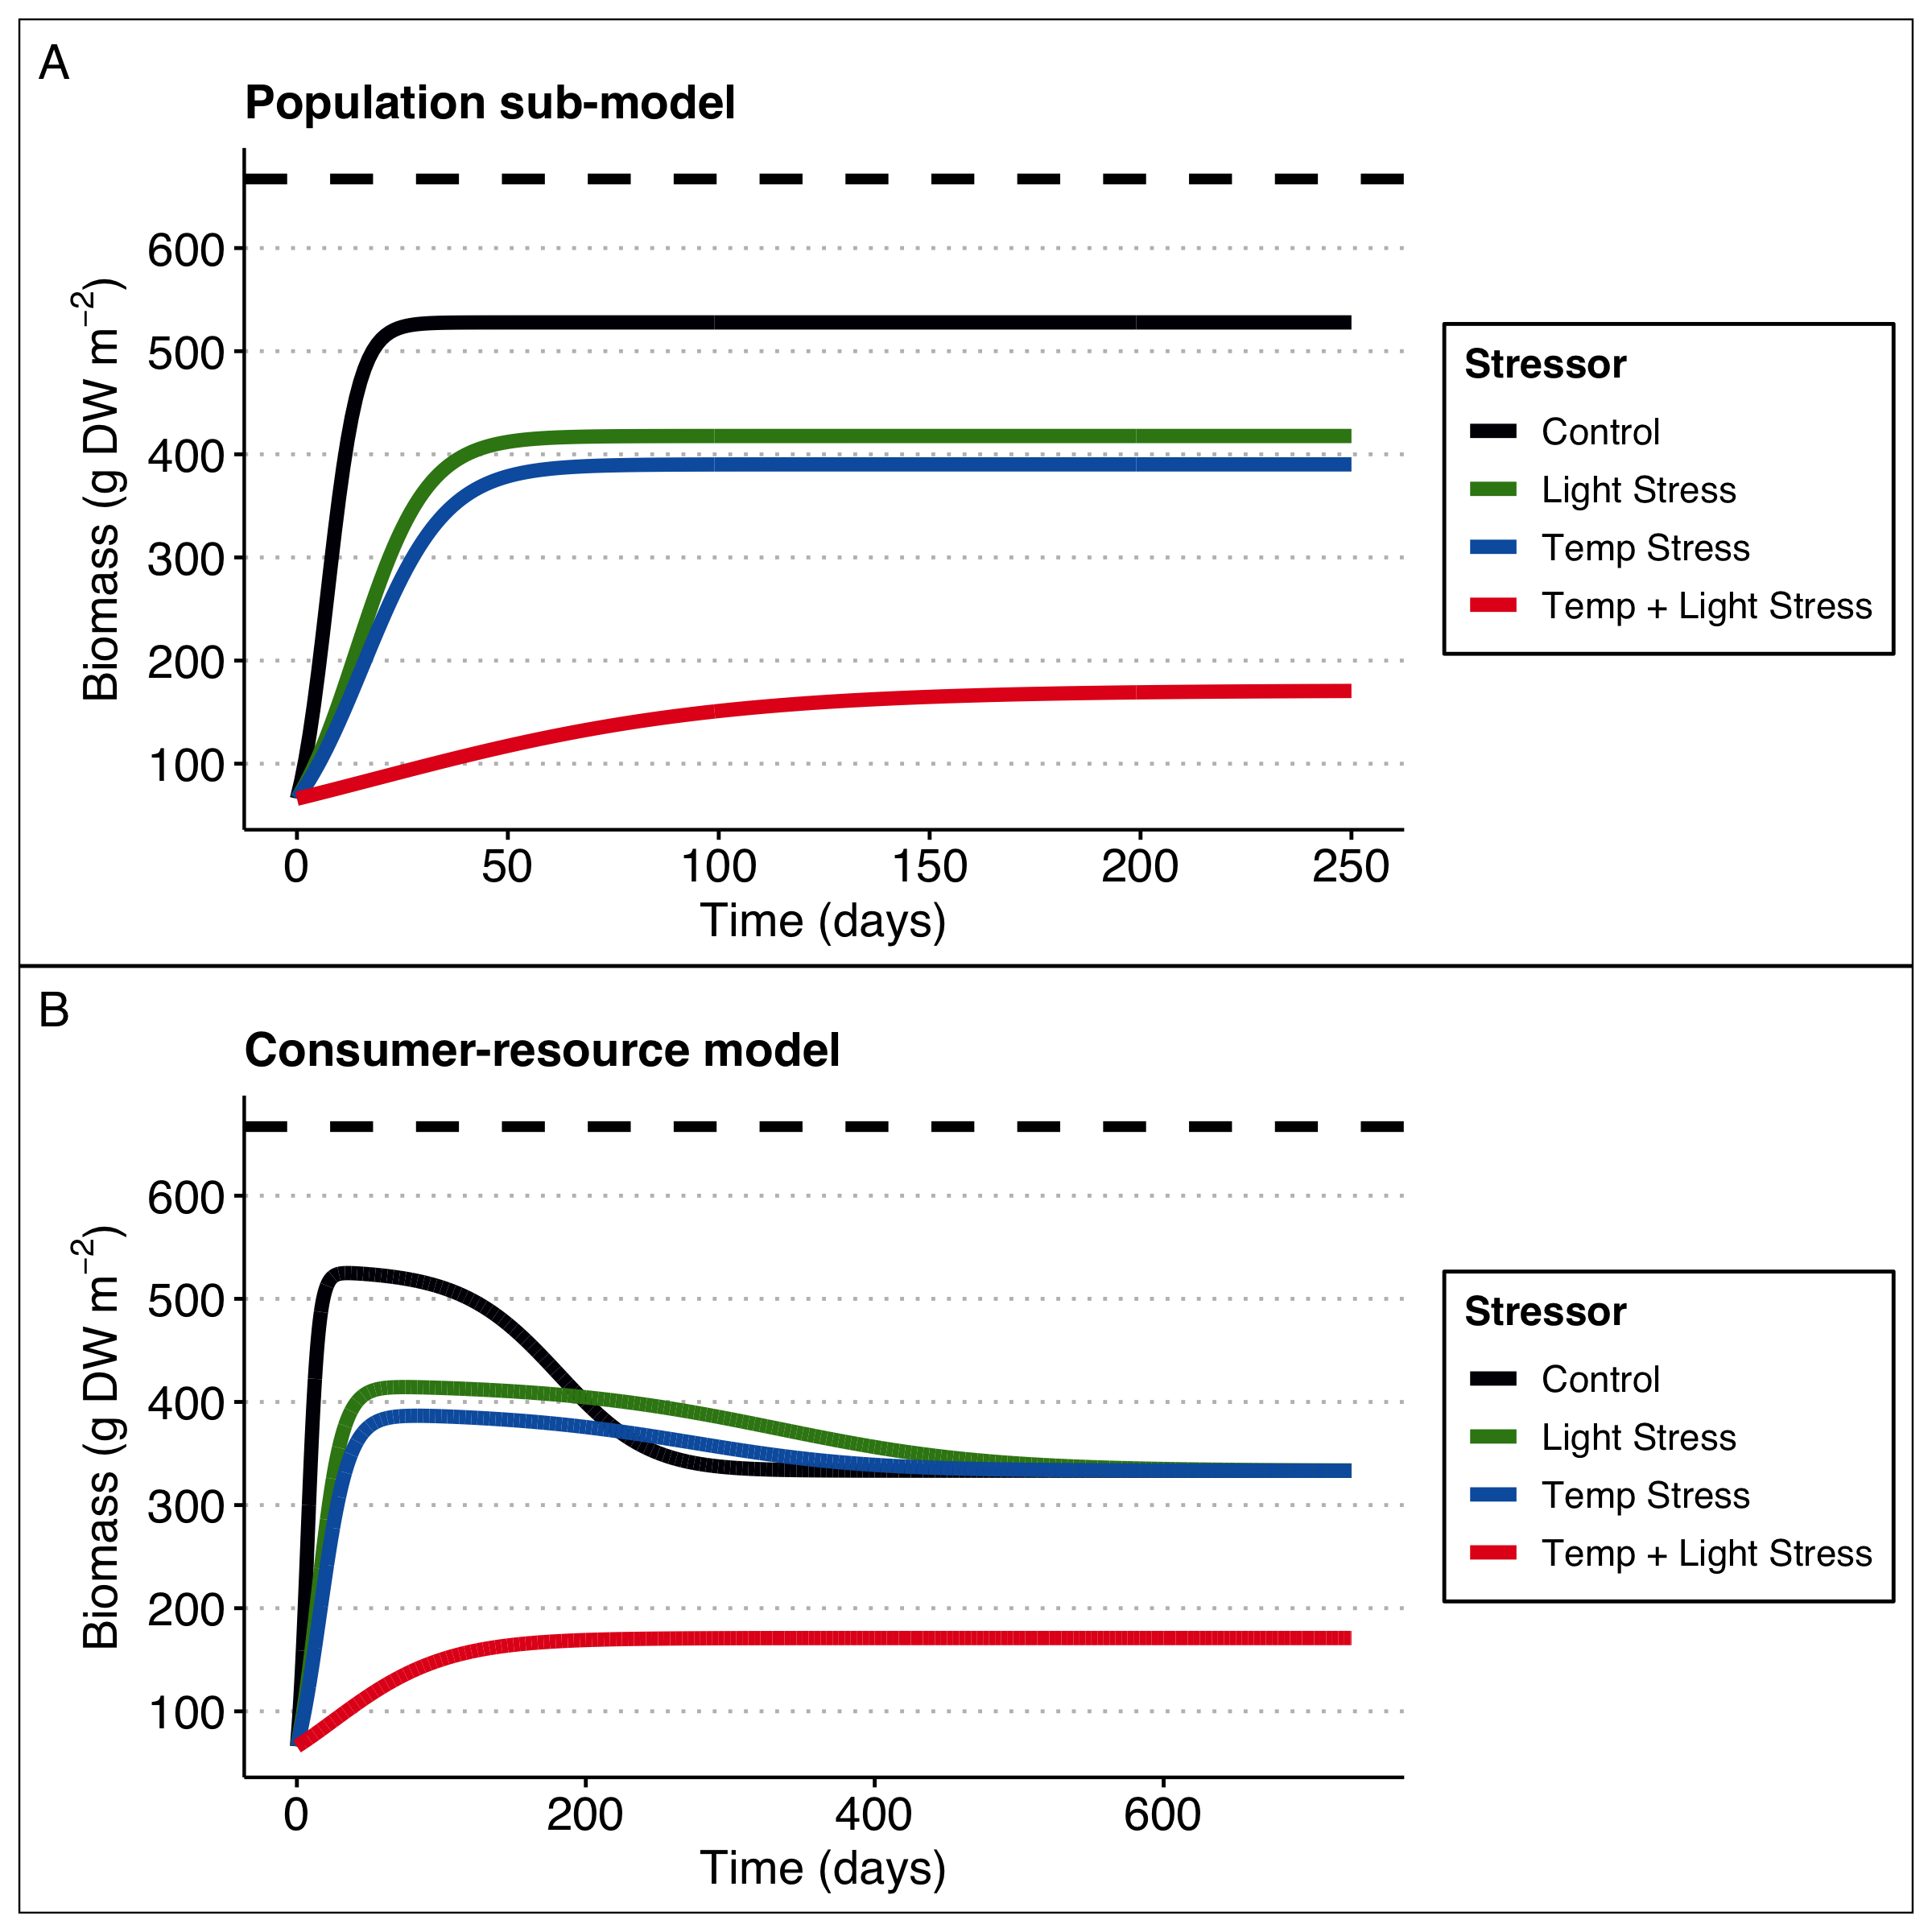 A
Population sub-model
600
500
400
300
200
100
Biomass (g DW m⁻²)
0 50 100 150 200 250
Time (days)
Stressor
Control
Light Stress
Temp Stress
Temp + Light Stress
B
Consumer-resource model
600
500
400
300
200
100
Biomass (g DW m⁻²)
0 200 400 600
Time (days)
Stressor
Control
Light Stress
Temp Stress
Temp + Light Stress